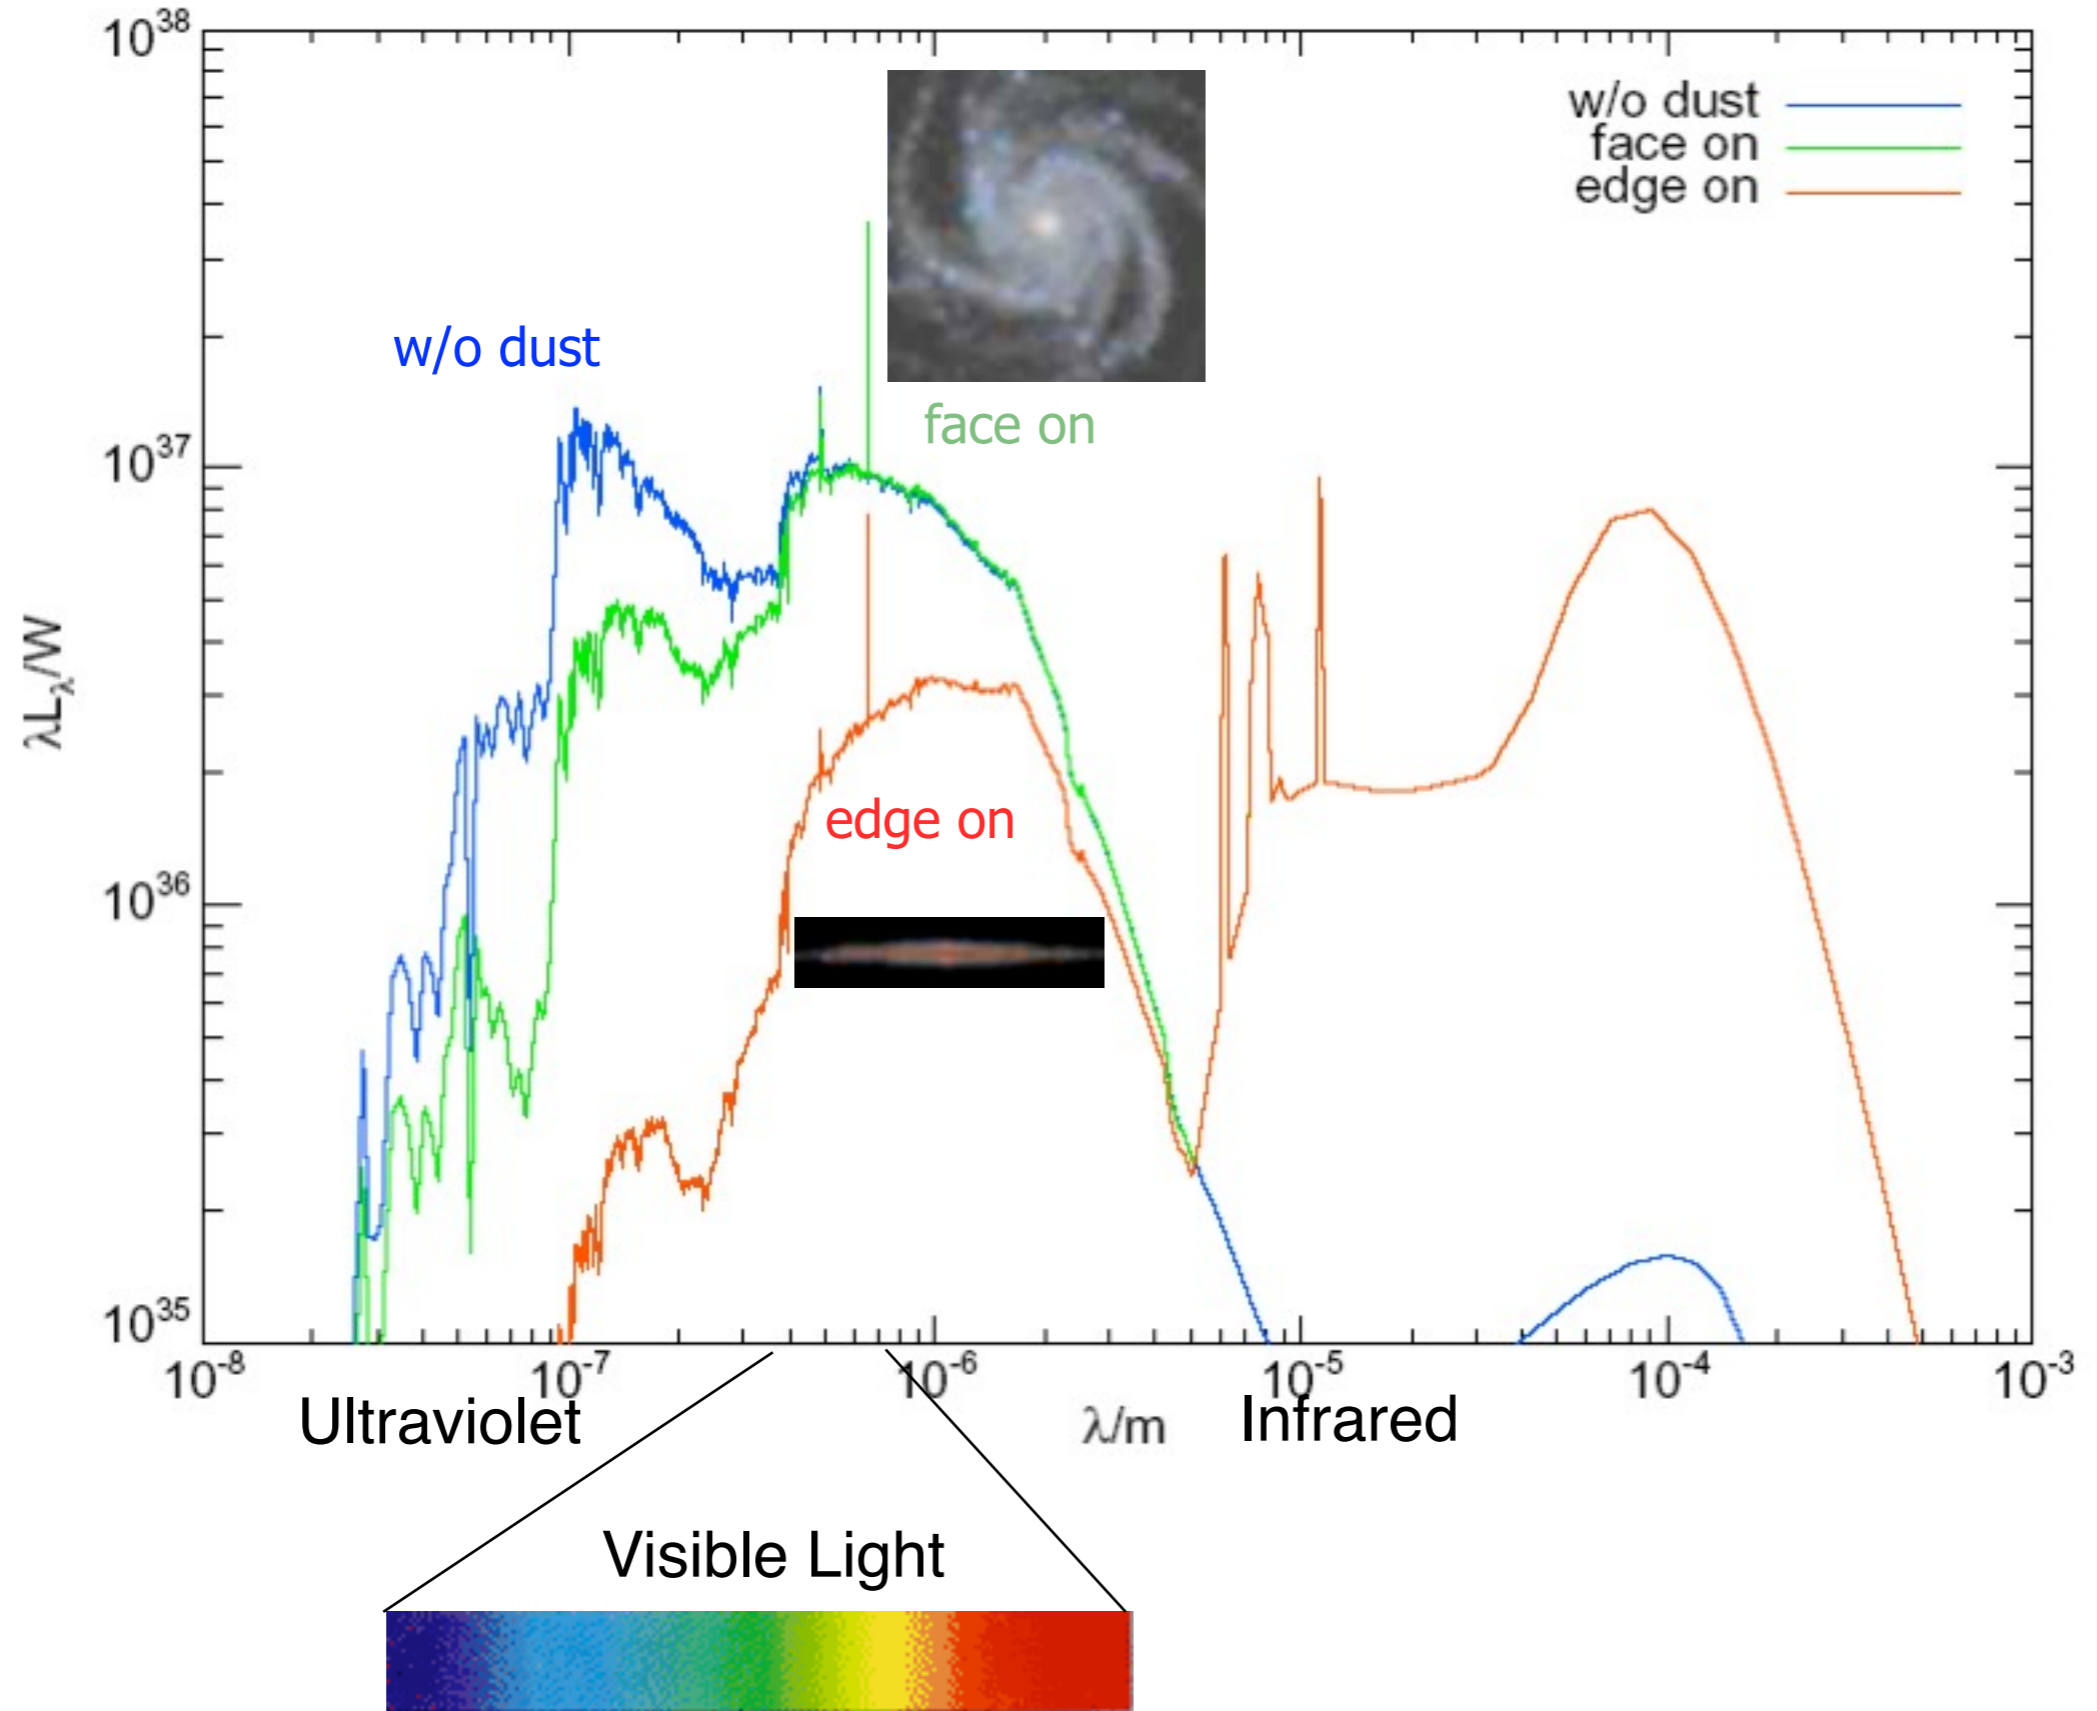 10^38
w/o dust
face on
edge on
w/o dust
face on
10^37
λL_λ/W
edge on
10^36
10^35
10^-8 10^-7 10^-6 10^-5 10^-4 10^-3
Ultraviolet λ/m Infrared
Visible Light